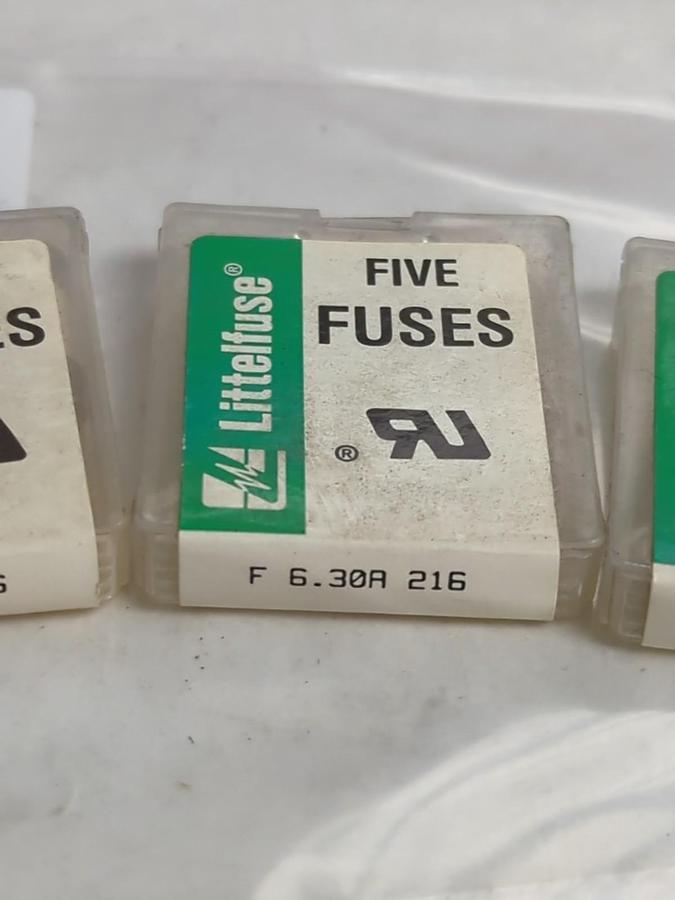 FIVE
FUSES
Littelfuse®
®
F 6.30A 216